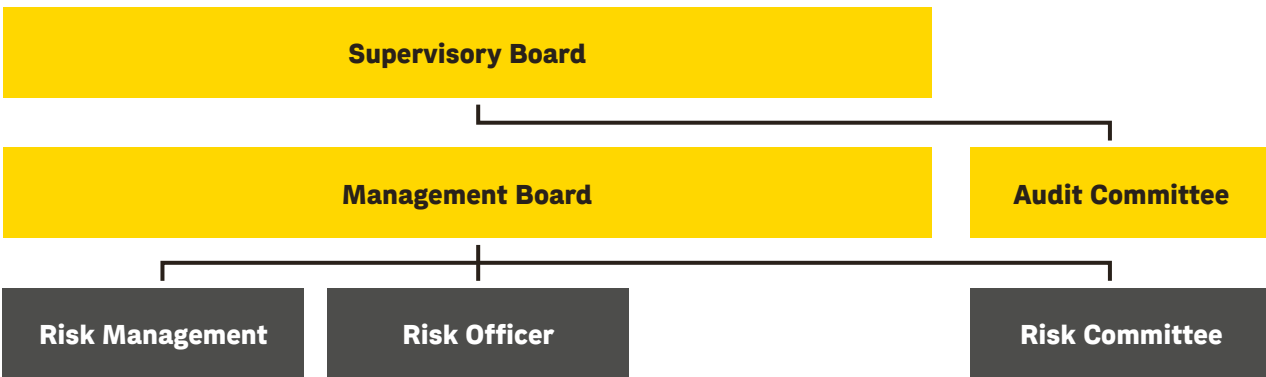 Supervisory Board
Management Board
Audit Committee
Risk Management
Risk Officer
Risk Committee